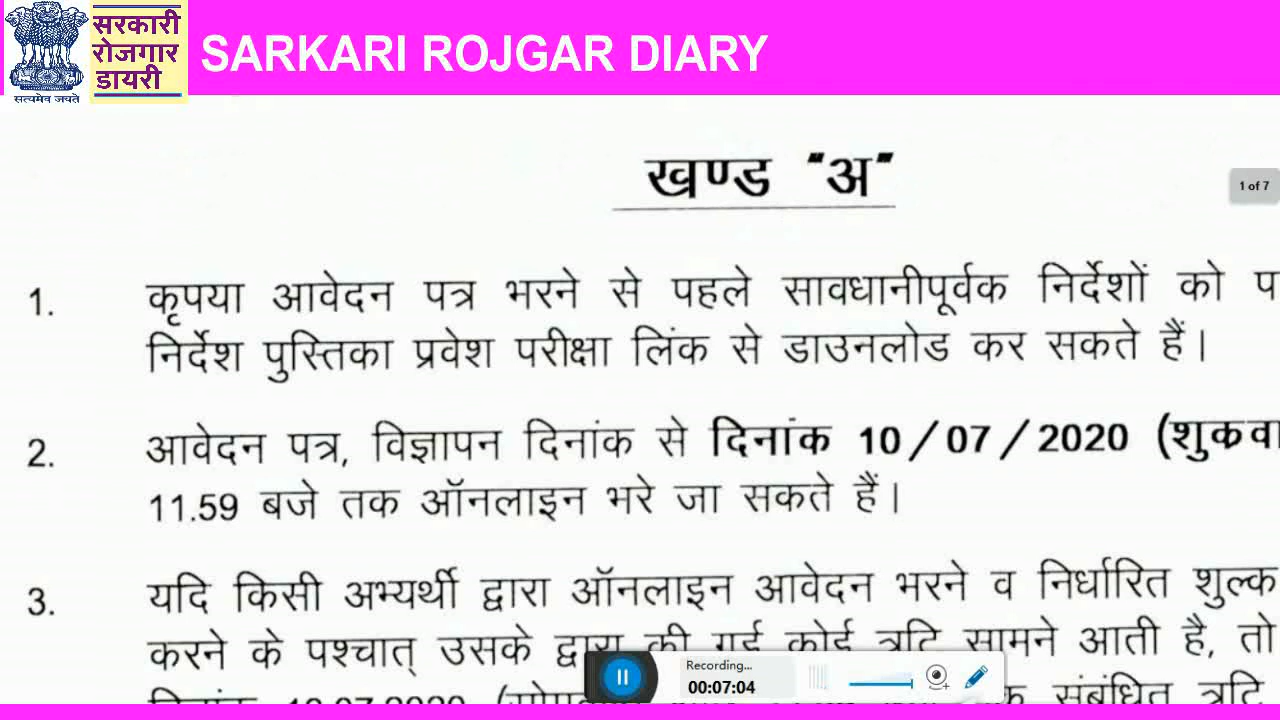 सरकारी
रोजगार
डायरी
सत्यमेव जयते
SARKARI ROJGAR DIARY
खण्ड "अ"
1 of 7
1. कृपया आवेदन पत्र भरने से पहले सावधानीपूर्वक निर्देशों को प
निर्देश पुस्तिका प्रवेश परीक्षा लिंक से डाउनलोड कर सकते हैं।
2. आवेदन पत्र, विज्ञापन दिनांक से दिनांक 10/07/2020 (शुकवा
11.59 बजे तक ऑनलाइन भरे जा सकते हैं।
3. यदि किसी अभ्यर्थी द्वारा ऑनलाइन आवेदन भरने व निर्धारित शुल्क
करने के पश्चात् उसके द्वारा की गई कोई त्रुटि सामने आती है, तो
संबंधित त्रुटि
Recording...
00:07:04